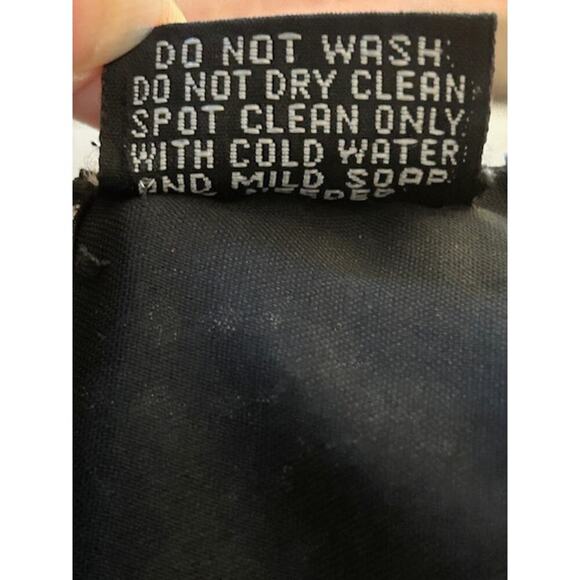 DO NOT WASH
DO NOT DRY CLEAN
SPOT CLEAN ONLY
WITH COLD WATER
AND MILD SOAP